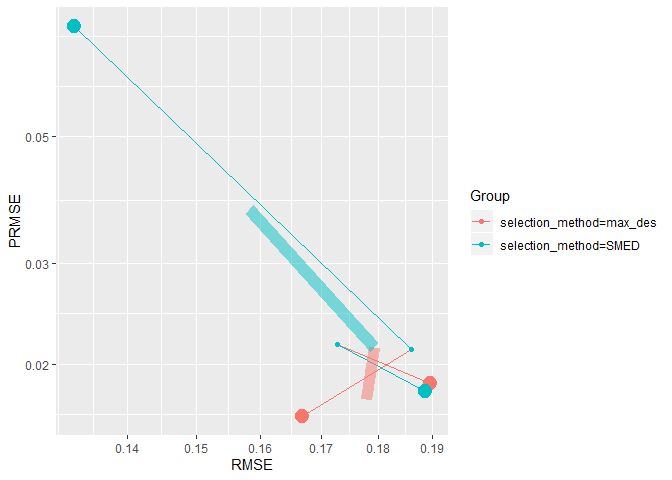 0.05
0.03
0.02
PRMSE
0.14 0.15 0.16 0.17 0.18 0.19
RMSE
Group
selection_method=max_des
selection_method=SMED